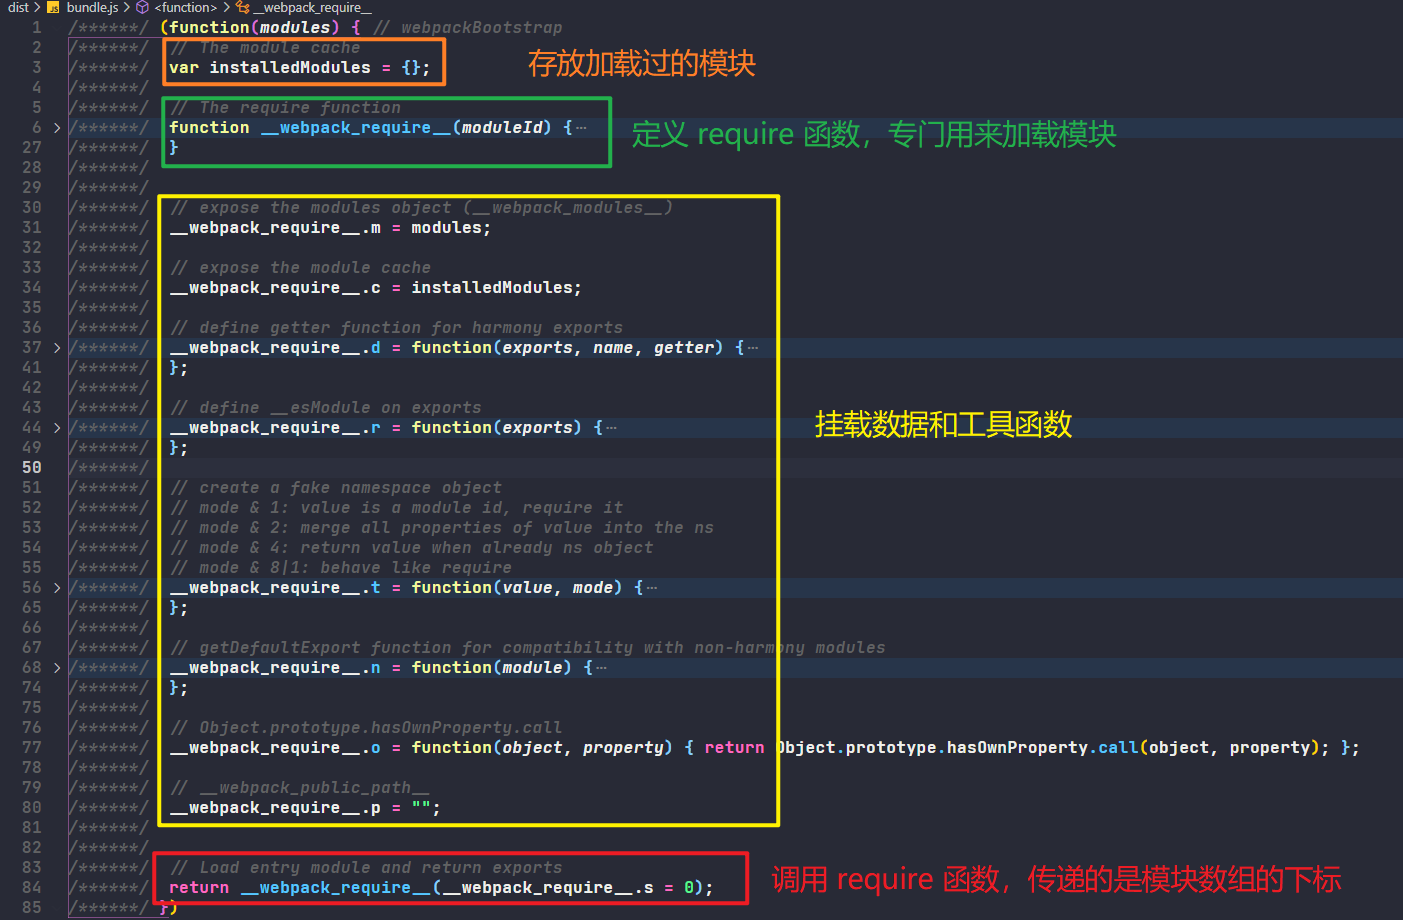 dist > JS bundle.js > <function> > __webpack_require__
1 /******/ (function(modules) { // webpackBootstrap
2 /******/ // The module cache
3 /******/ var installedModules = {};
存放加载过的模块
4 /******/
5 /******/ // The require function
6 > /******/ function __webpack_require__(moduleId) {…
定义 require 函数，专门用来加载模块
27 /******/ }
28 /******/
29 /******/
30 /******/ // expose the modules object (__webpack_modules__)
31 /******/ __webpack_require__.m = modules;
32 /******/
33 /******/ // expose the module cache
34 /******/ __webpack_require__.c = installedModules;
35 /******/
36 /******/ // define getter function for harmony exports
37 > /******/ __webpack_require__.d = function(exports, name, getter) {…
41 /******/ };
42 /******/
43 /******/ // define __esModule on exports
44 > /******/ __webpack_require__.r = function(exports) {…
挂载数据和工具函数
49 /******/ };
50 /******/
51 /******/ // create a fake namespace object
52 /******/ // mode & 1: value is a module id, require it
53 /******/ // mode & 2: merge all properties of value into the ns
54 /******/ // mode & 4: return value when already ns object
55 /******/ // mode & 8|1: behave like require
56 > /******/ __webpack_require__.t = function(value, mode) {…
65 /******/ };
66 /******/
67 /******/ // getDefaultExport function for compatibility with non-harmony modules
68 > /******/ __webpack_require__.n = function(module) {…
74 /******/ };
75 /******/
76 /******/ // Object.prototype.hasOwnProperty.call
77 /******/ __webpack_require__.o = function(object, property) { return Object.prototype.hasOwnProperty.call(object, property); };
78 /******/
79 /******/ // __webpack_public_path__
80 /******/ __webpack_require__.p = "";
81 /******/
82 /******/
83 /******/ // Load entry module and return exports
84 /******/ return __webpack_require__(__webpack_require__.s = 0);
调用 require 函数，传递的是模块数组的下标
85 /******/ })